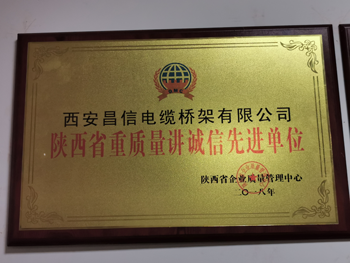 西安昌信电缆桥架有限公司
陕西省重质量讲诚信先进单位
陕西省企业质量管理中心
二〇一八年